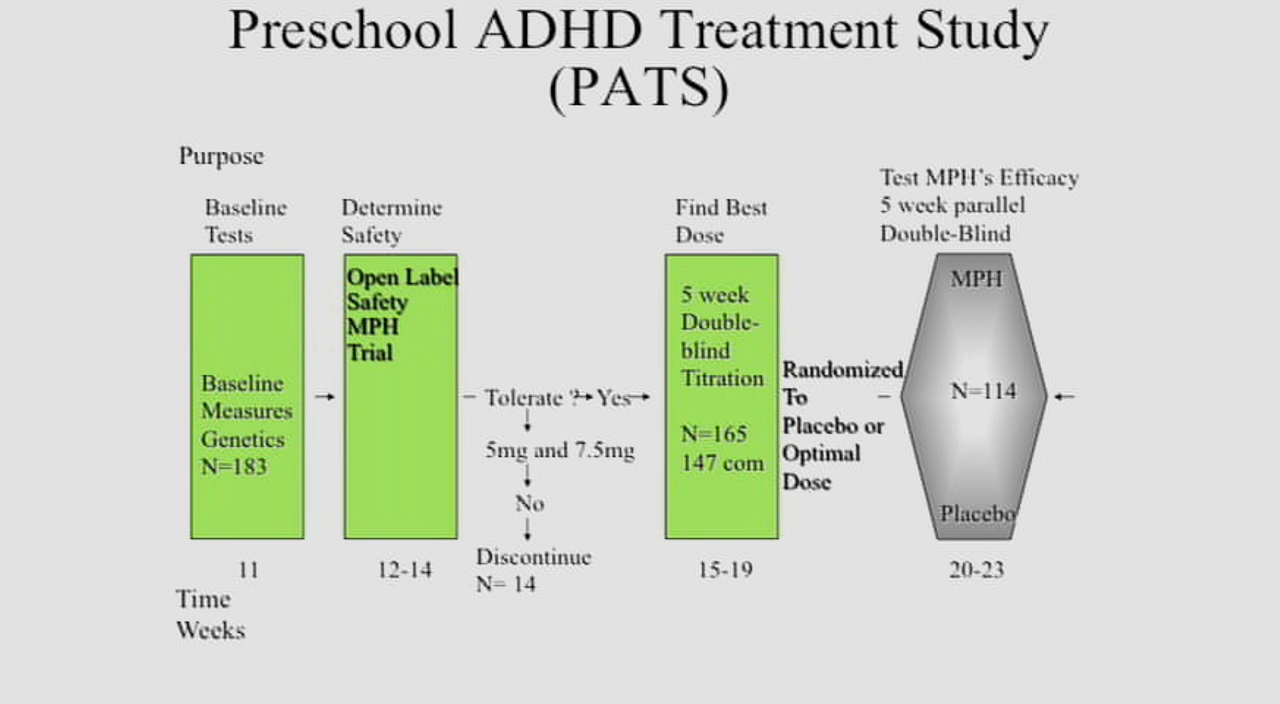 Preschool ADHD Treatment Study
(PATS)
Purpose
Baseline
Tests
Determine
Safety
Find Best
Dose
Test MPH's Efficacy
5 week parallel
Double-Blind
Baseline
Measures
Genetics
N=183
Open Label
Safety
MPH
Trial
Tolerate ? Yes
5mg and 7.5mg
No
Discontinue
N= 14
5 week
Double-
blind
Titration
N=165
147 com
Randomized
To
Placebo or
Optimal
Dose
MPH
N=114
Placebo
11
12-14
15-19
20-23
Time
Weeks